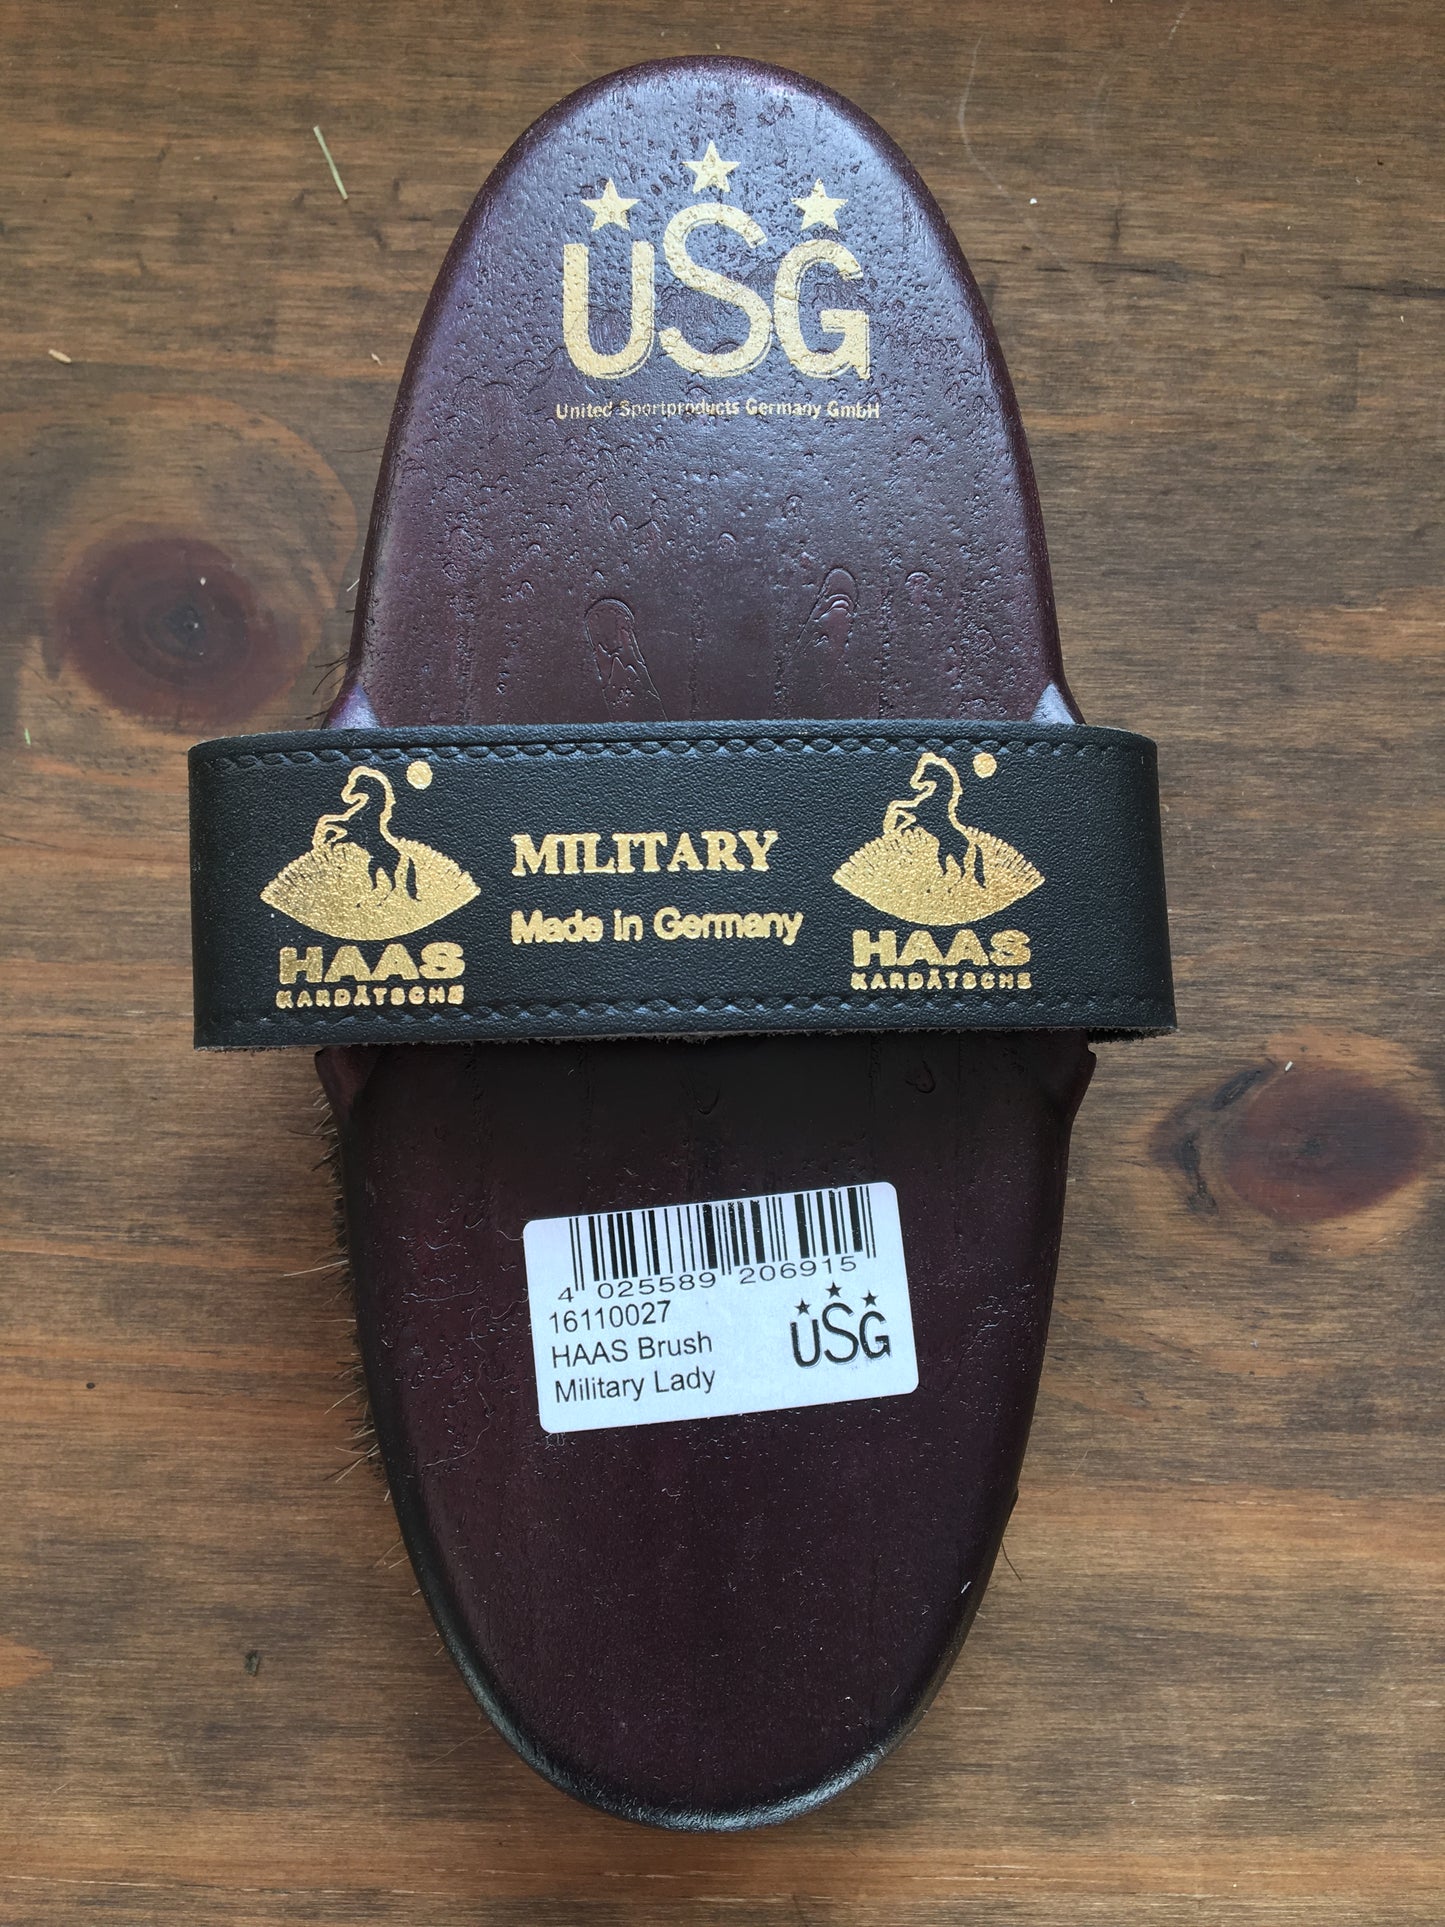 USG
United Sportproducts Germany GmbH
MILITARY
Made in Germany
HAAS
KARDÄTSCHE
HAAS
KARDÄTSCHE
4 025589 206915
16110027
HAAS Brush
Military Lady
USG